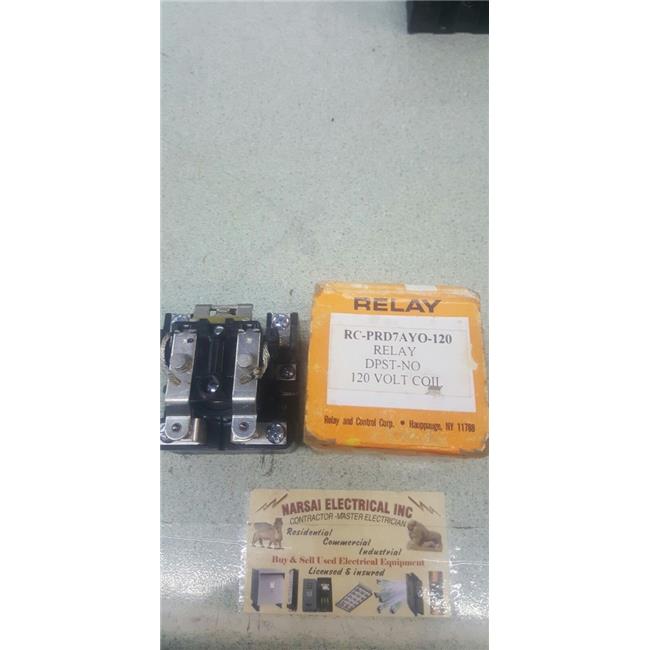 RELAY
RC-PRD7AYO-120
RELAY
DPST-NO
120 VOLT COIL
Relay and Control Corp. • Hauppauge, NY 11788
NARSAI ELECTRICAL INC
CONTRACTOR-MASTER ELECTRICIAN
Residential
Commercial
Industrial
Buy & Sell Used Electrical Equipment
Licensed & insured